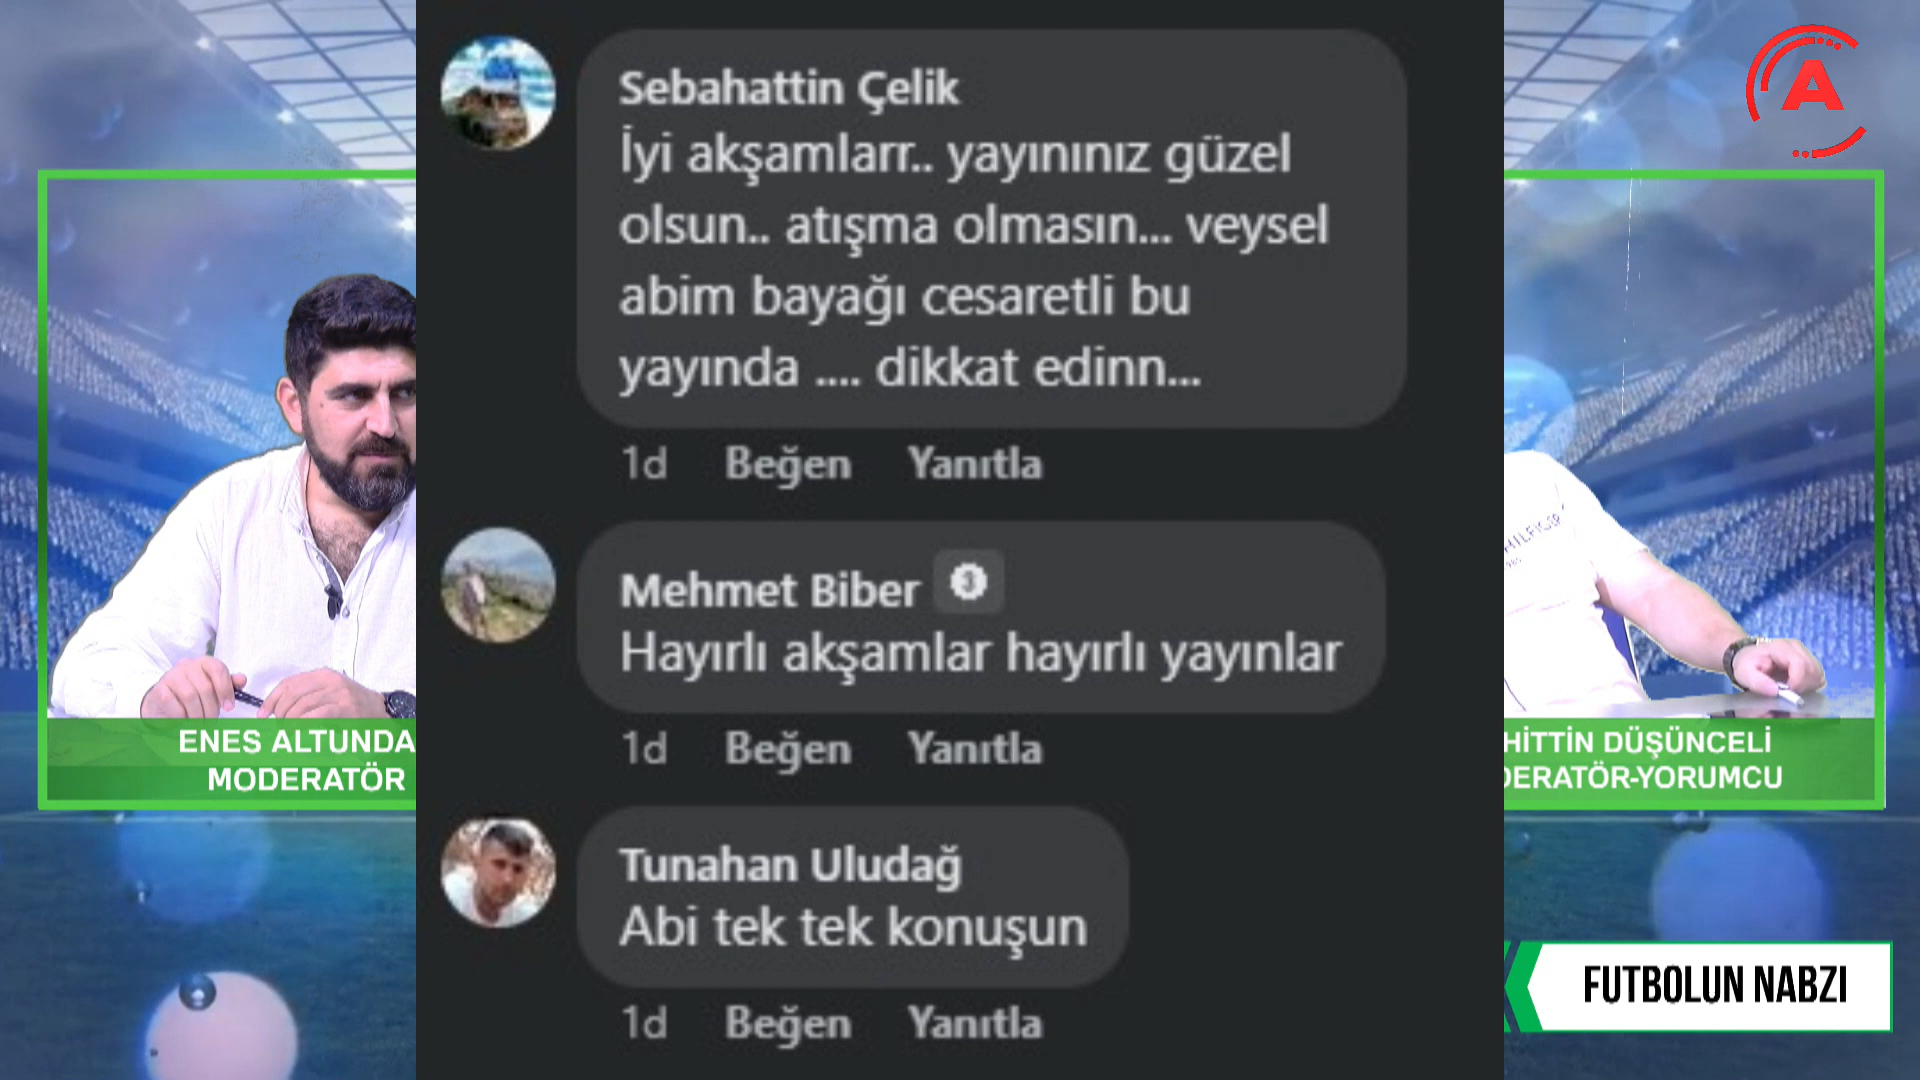 Sebahattin Çelik
İyi akşamlarr.. yayınınız güzel
olsun.. atışma olmasın... veysel
abim bayağı cesaretli bu
yayında .... dikkat edinn...
1d Beğen Yanıtla
Mehmet Biber 3
Hayırlı akşamlar hayırlı yayınlar
1d Beğen Yanıtla
Tunahan Uludağ
Abi tek tek konuşun
1d Beğen Yanıtla
A
HILFIGER
ENES ALTUNDA
MODERATÖR
HİTTİN DÜŞÜNCELİ
DERATÖR-YORUMCU
FUTBOLUN NABZI